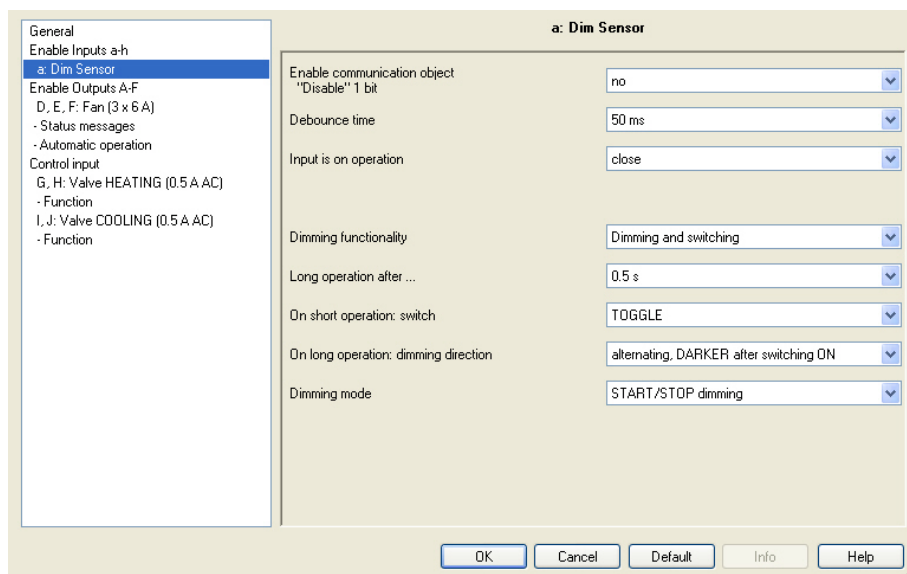 General
Enable Inputs a-h
a: Dim Sensor
Enable Outputs A-F
D, E, F: Fan (3 x 6 A)
- Status messages
- Automatic operation
Control input
G, H: Valve HEATING (0.5 A AC)
- Function
I, J: Valve COOLING (0.5 A AC)
- Function
a: Dim Sensor
Enable communication object
"Disable" 1 bit
no
Debounce time
50 ms
Input is on operation
close
Dimming functionality
Dimming and switching
Long operation after ...
0.5 s
On short operation: switch
TOGGLE
On long operation: dimming direction
alternating, DARKER after switching ON
Dimming mode
START/STOP dimming
OK
Cancel
Default
Info
Help